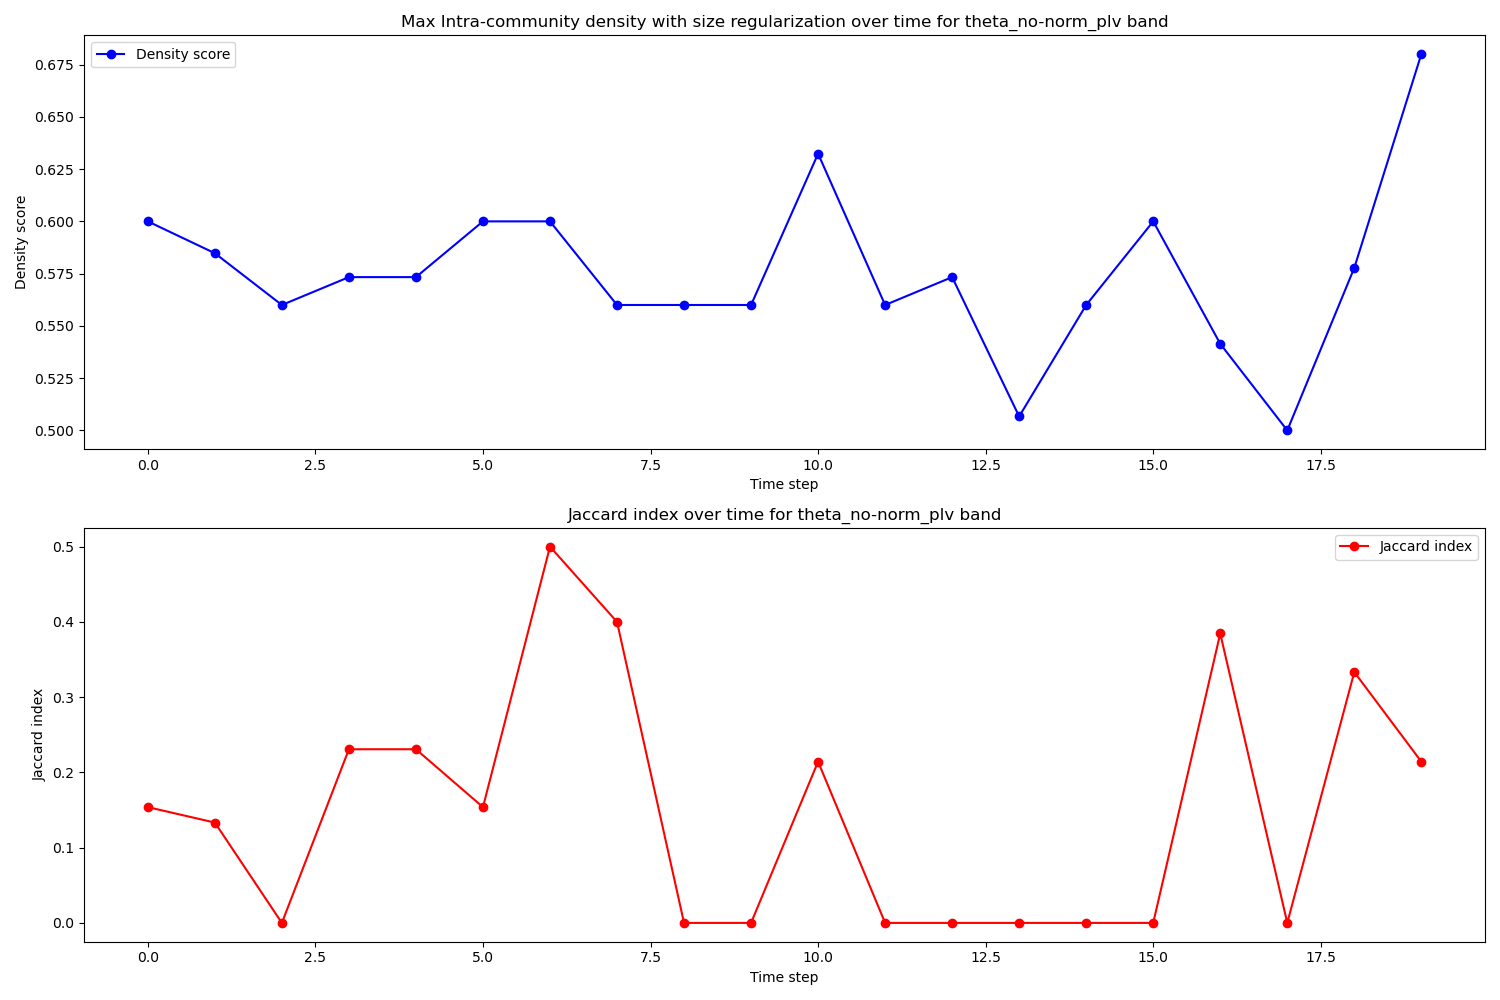 Max Intra-community density with size regularization over time for theta_no-norm_plv band
Density score
0.675
0.650
0.625
0.600
0.575
0.550
0.525
0.500
Density score
0.0 2.5 5.0 7.5 10.0 12.5 15.0 17.5
Time step
Jaccard index over time for theta_no-norm_plv band
Jaccard index
0.5
0.4
0.3
0.2
0.1
0.0
Jaccard index
0.0 2.5 5.0 7.5 10.0 12.5 15.0 17.5
Time step